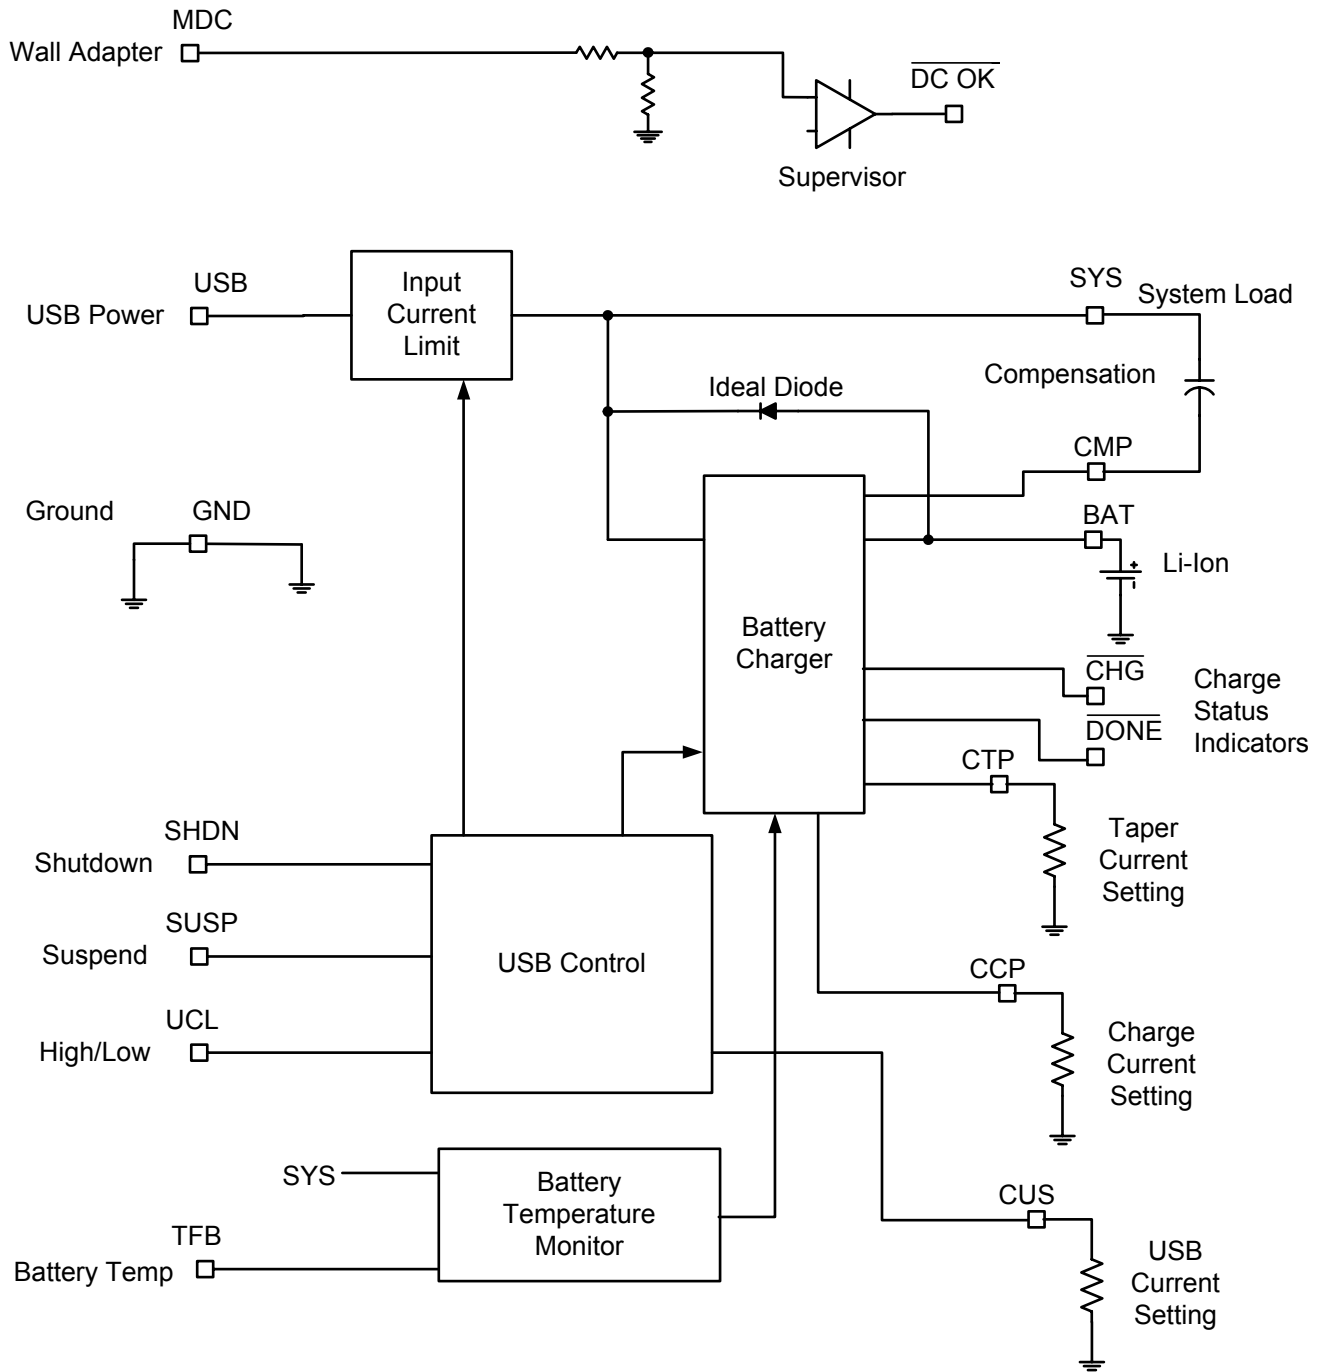 MDC
Wall Adapter
DC OK
Supervisor
USB
USB Power
Input
Current
Limit
SYS
System Load
Ideal Diode
Compensation
CMP
Ground
GND
BAT
+
Li-Ion
Battery
Charger
CHG
DONE
Charge
Status
Indicators
CTP
Taper
Current
Setting
SHDN
Shutdown
SUSP
Suspend
UCL
High/Low
USB Control
CCP
Charge
Current
Setting
SYS
Battery
Temperature
Monitor
TFB
Battery Temp
CUS
USB
Current
Setting